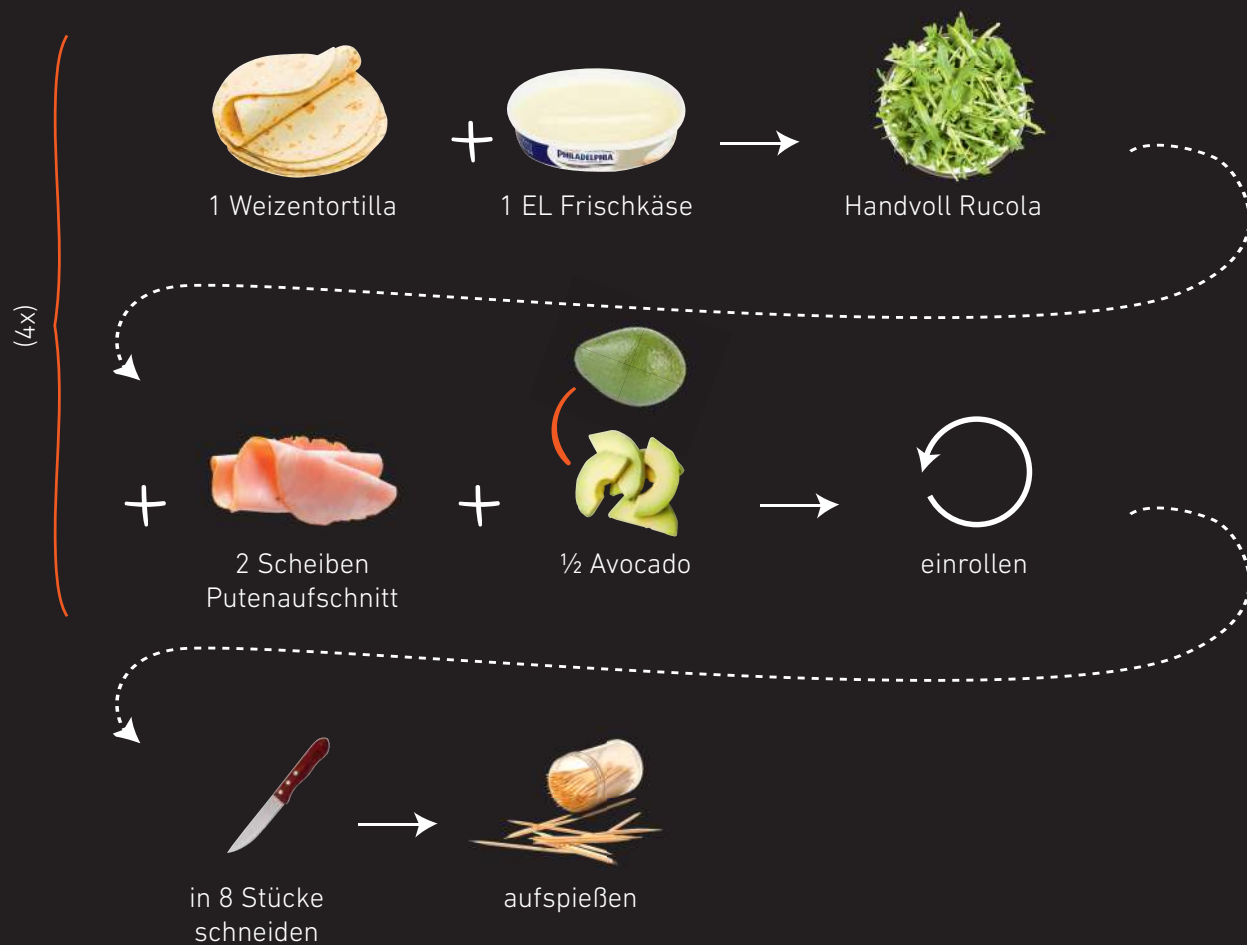 1 Weizentortilla
1 EL Frischkäse
Handvoll Rucola
PHILADELPHIA
(4x)
2 Scheiben
Putenaufschnitt
½ Avocado
einrollen
in 8 Stücke
schneiden
aufspießen